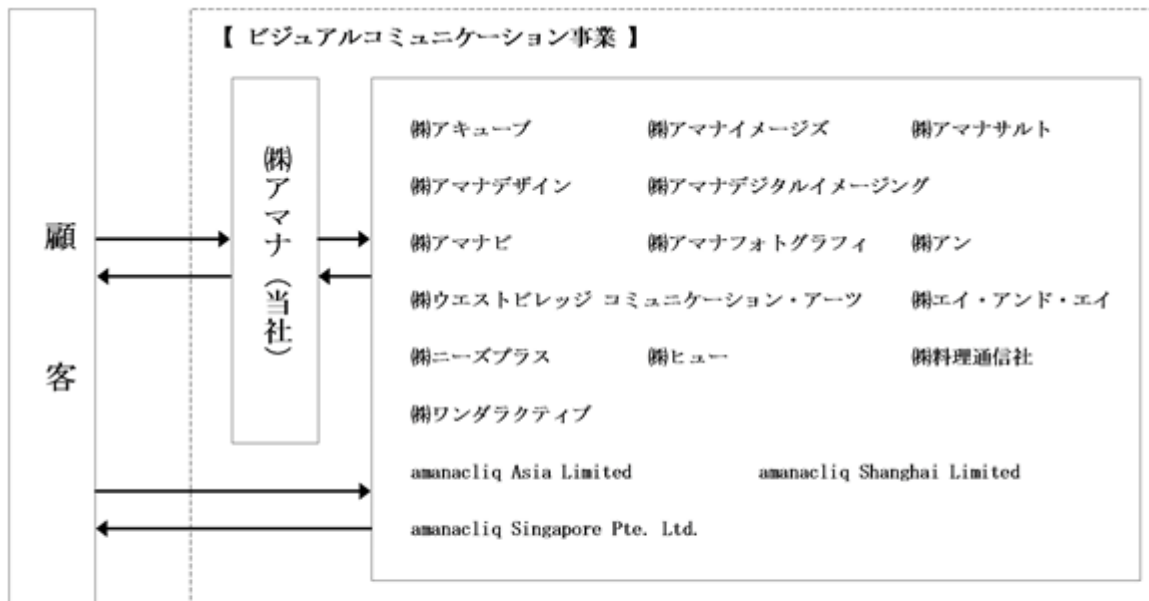 【 ビジュアルコミュニケーション事業 】
顧客
㈱アマナ（当社）
㈱アキューブ ㈱アマナイメージズ ㈱アマナサルト
㈱アマナデザイン ㈱アマナデジタルイメージング
㈱アマナビ ㈱アマナフォトグラフィ ㈱アン
㈱ウエストビレッジ コミュニケーション・アーツ ㈱エイ・アンド・エイ
㈱ニーズプラス ㈱ヒュー ㈱料理通信社
㈱ワンダラクティブ
amanacliq Asia Limited amanacliq Shanghai Limited
amanacliq Singapore Pte. Ltd.